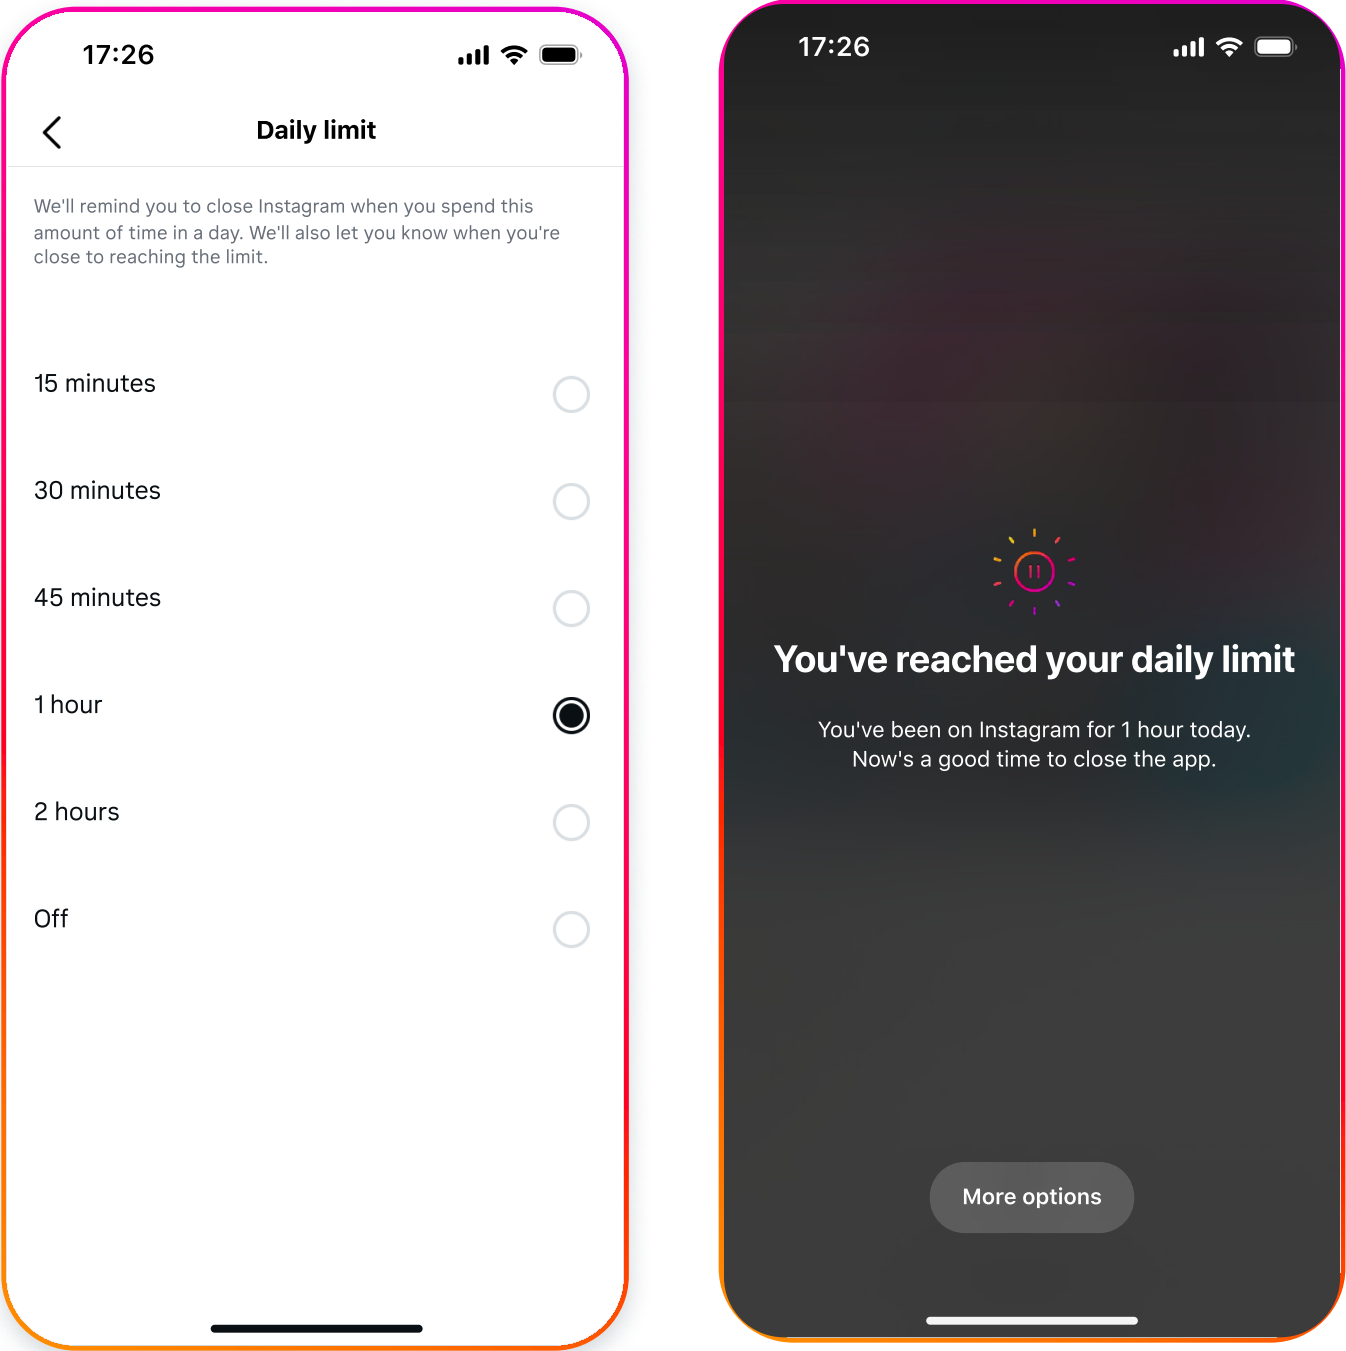 17:26
Daily limit
We'll remind you to close Instagram when you spend this
amount of time in a day. We'll also let you know when you're
close to reaching the limit.
15 minutes
30 minutes
45 minutes
1 hour
2 hours
Off
17:26
You've reached your daily limit
You've been on Instagram for 1 hour today.
Now's a good time to close the app.
More options